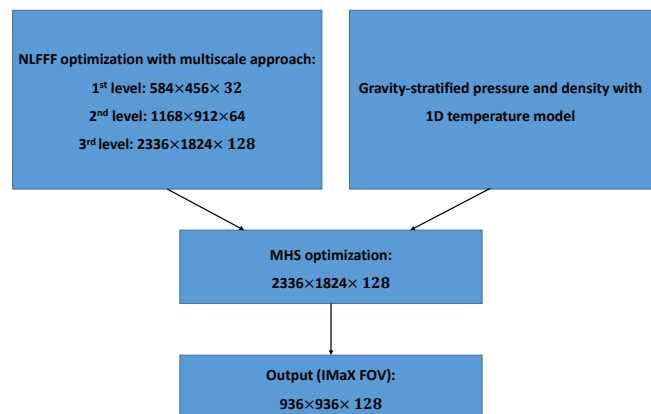 NLFFF optimization with multiscale approach:
1st level: 584×456× 32
2nd level: 1168×912×64
3rd level: 2336×1824× 128
Gravity-stratified pressure and density with
1D temperature model
MHS optimization:
2336×1824× 128
Output (IMaX FOV):
936×936× 128